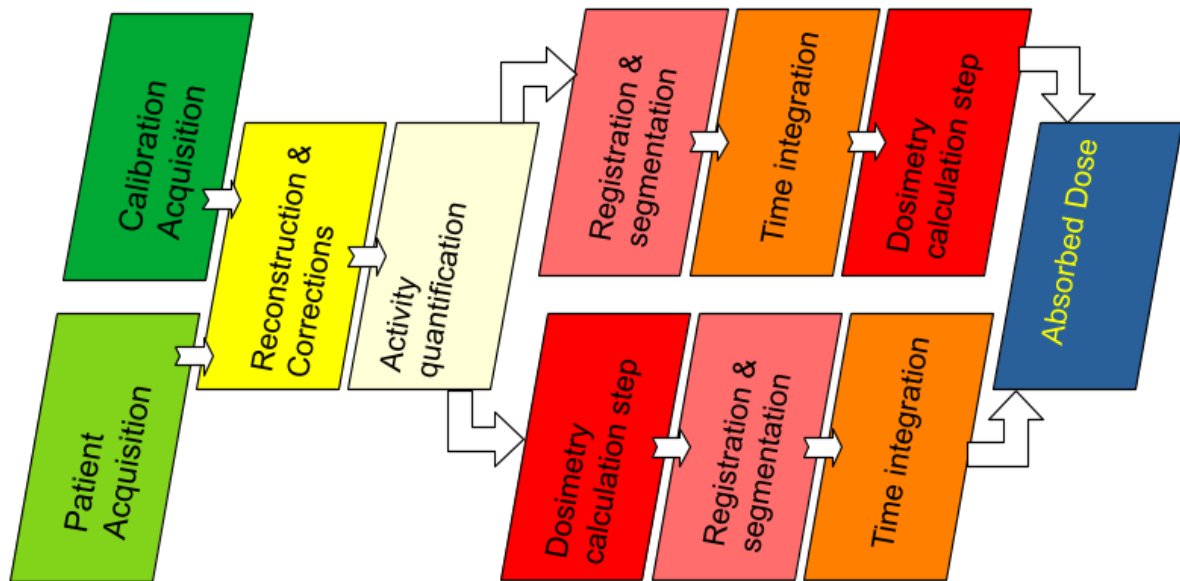 Calibration
Acquisition
Patient
Acquisition
Reconstruction &
Corrections
Activity
quantification
Registration &
segmentation
Time integration
Dosimetry
calculation step
Dosimetry
calculation step
Registration &
segmentation
Time integration
Absorbed Dose